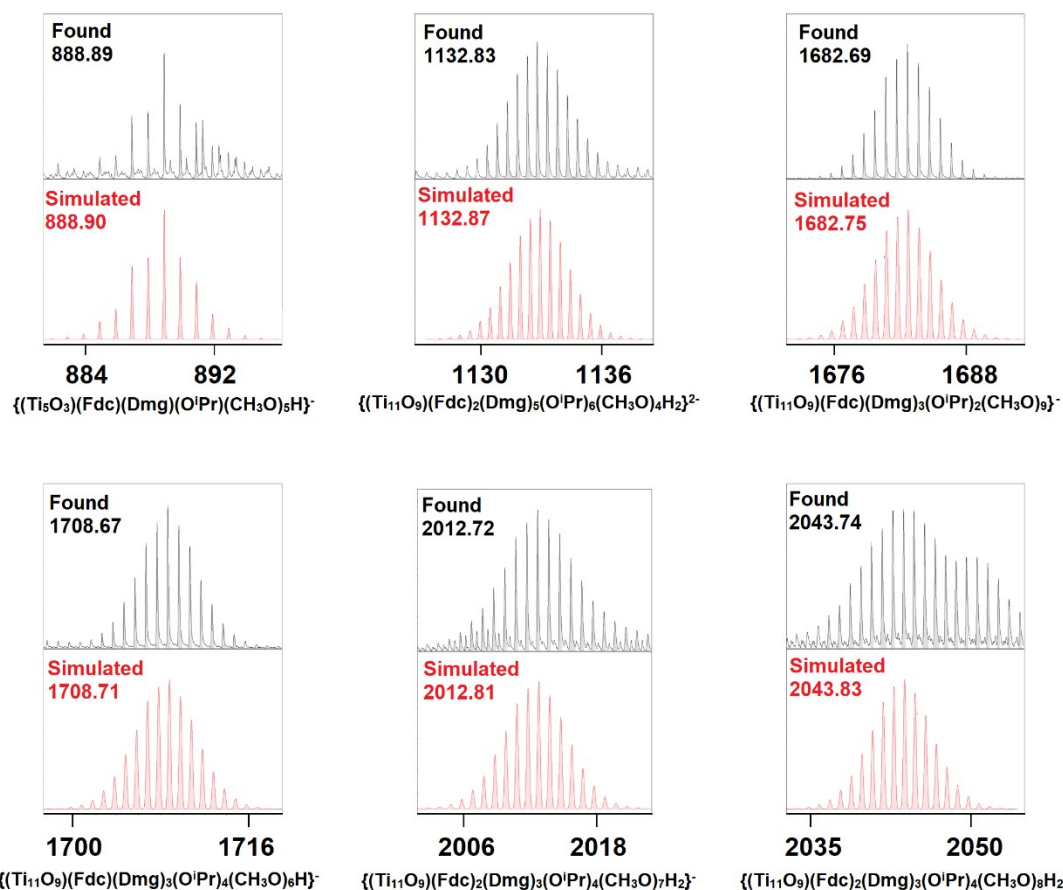 Found
888.89
Simulated
888.90
884 892
{(Ti₅O₃)(Fdc)(Dmg)(OⁱPr)(CH₃O)₅H}⁻
Found
1132.83
Simulated
1132.87
1130 1136
{(Ti₁₁O₉)(Fdc)₂(Dmg)₅(OⁱPr)₆(CH₃O)₄H₂}²⁻
Found
1682.69
Simulated
1682.75
1676 1688
{(Ti₁₁O₉)(Fdc)(Dmg)₃(OⁱPr)₂(CH₃O)₉}⁻
Found
1708.67
Simulated
1708.71
1700 1716
{(Ti₁₁O₉)(Fdc)(Dmg)₃(OⁱPr)₄(CH₃O)₆H}⁻
Found
2012.72
Simulated
2012.81
2006 2018
{(Ti₁₁O₉)(Fdc)₂(Dmg)₃(OⁱPr)₄(CH₃O)₇H₂}⁻
Found
2043.74
Simulated
2043.83
2035 2050
{(Ti₁₁O₉)(Fdc)₂(Dmg)₃(OⁱPr)₄(CH₃O)₈H₂